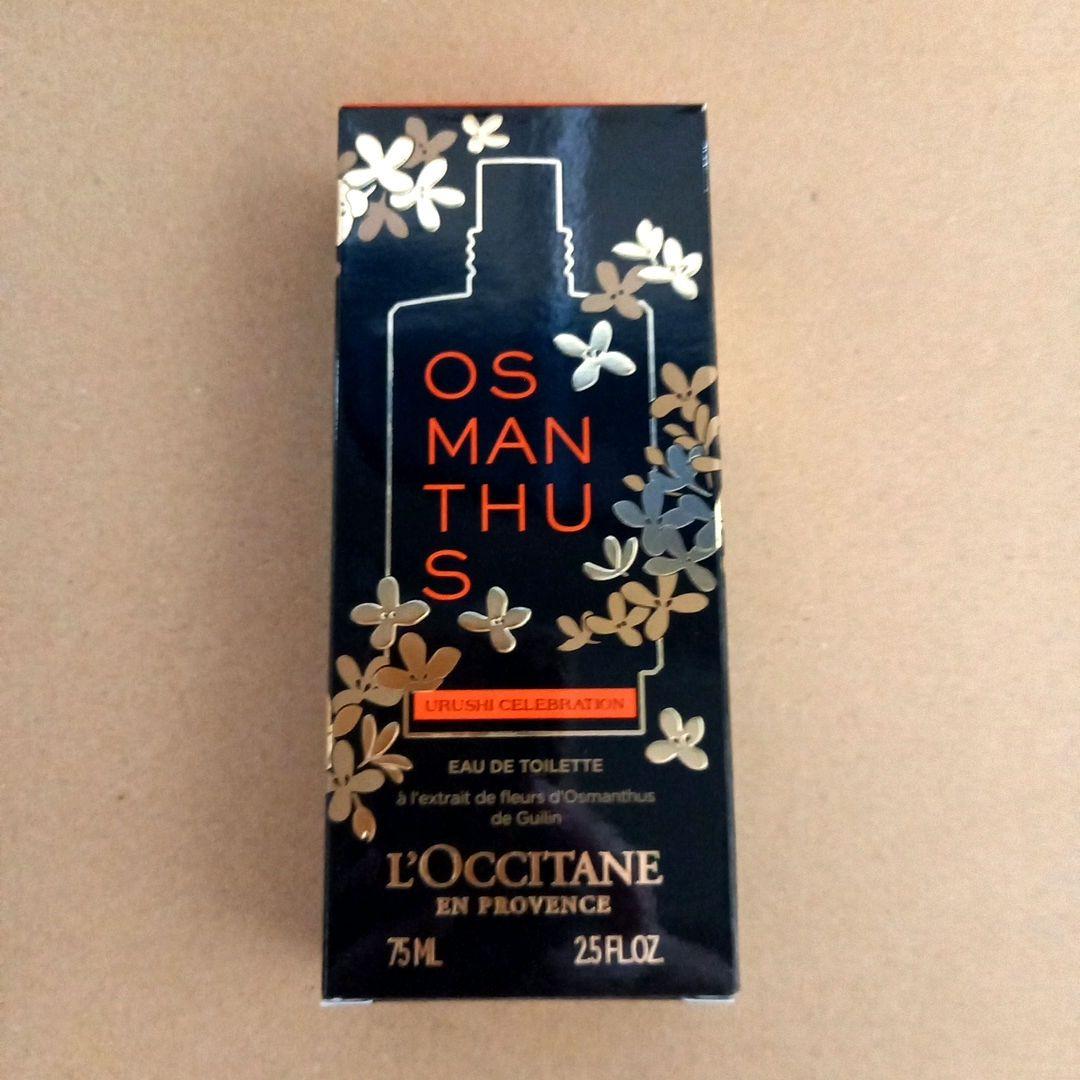 OS
MAN
THU
S
URUSHI CELEBRATION
EAU DE TOILETTE
à l'extrait de fleurs d'Osmanthus
de Guilin
L'OCCITANE
EN PROVENCE
75 ML 2.5 FL.OZ.